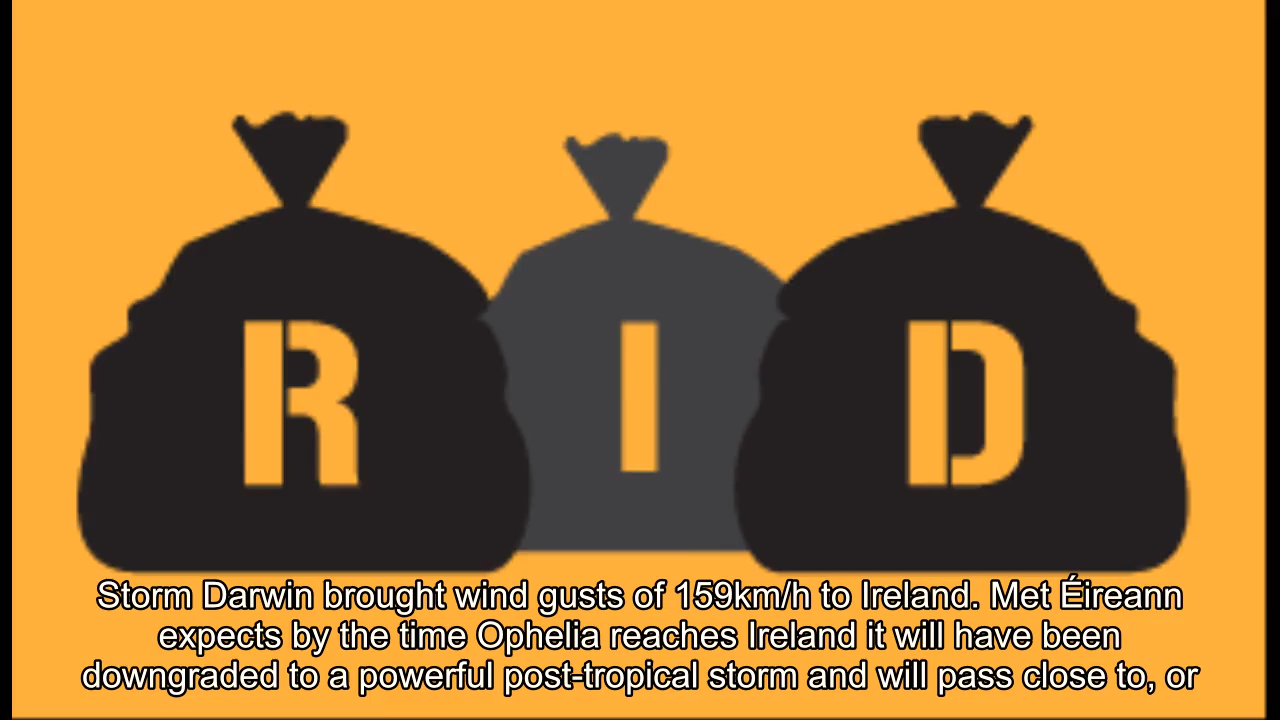 R I D
Storm Darwin brought wind gusts of 159km/h to Ireland. Met Éireann
expects by the time Ophelia reaches Ireland it will have been
downgraded to a powerful post-tropical storm and will pass close to, or